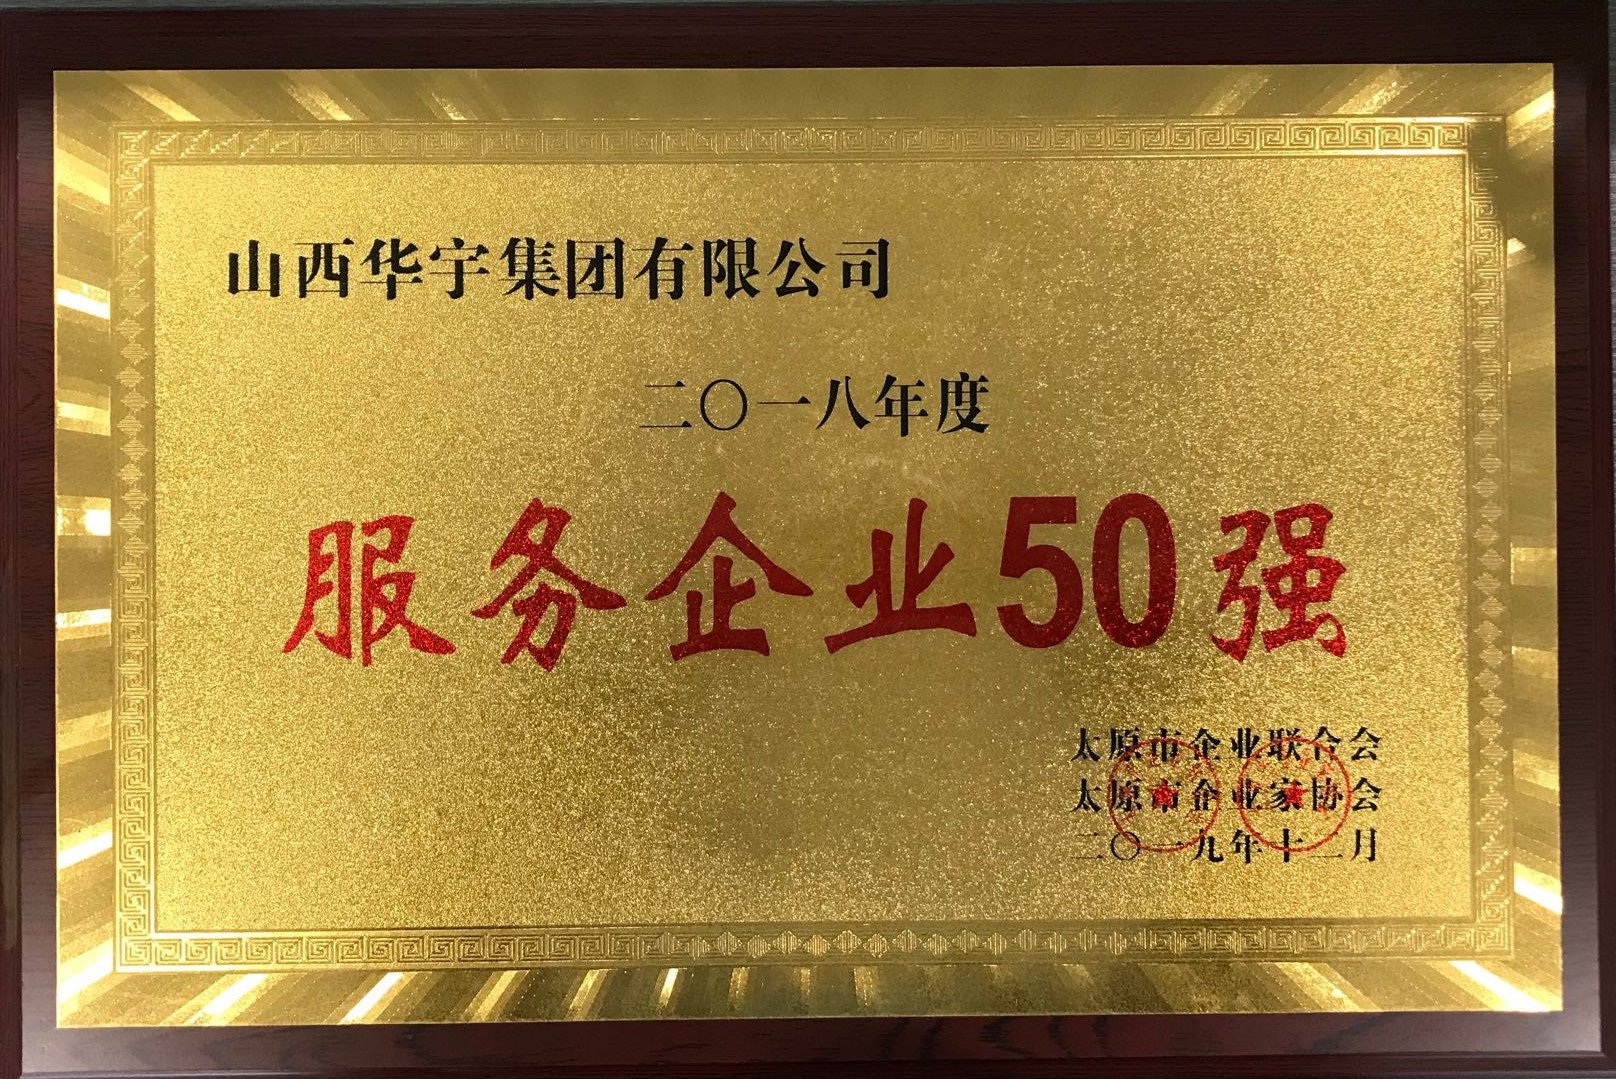 山西华宇集团有限公司
二〇一八年度
服务企业50强
太原市企业联合会
太原市企业家协会
二〇一九年十二月